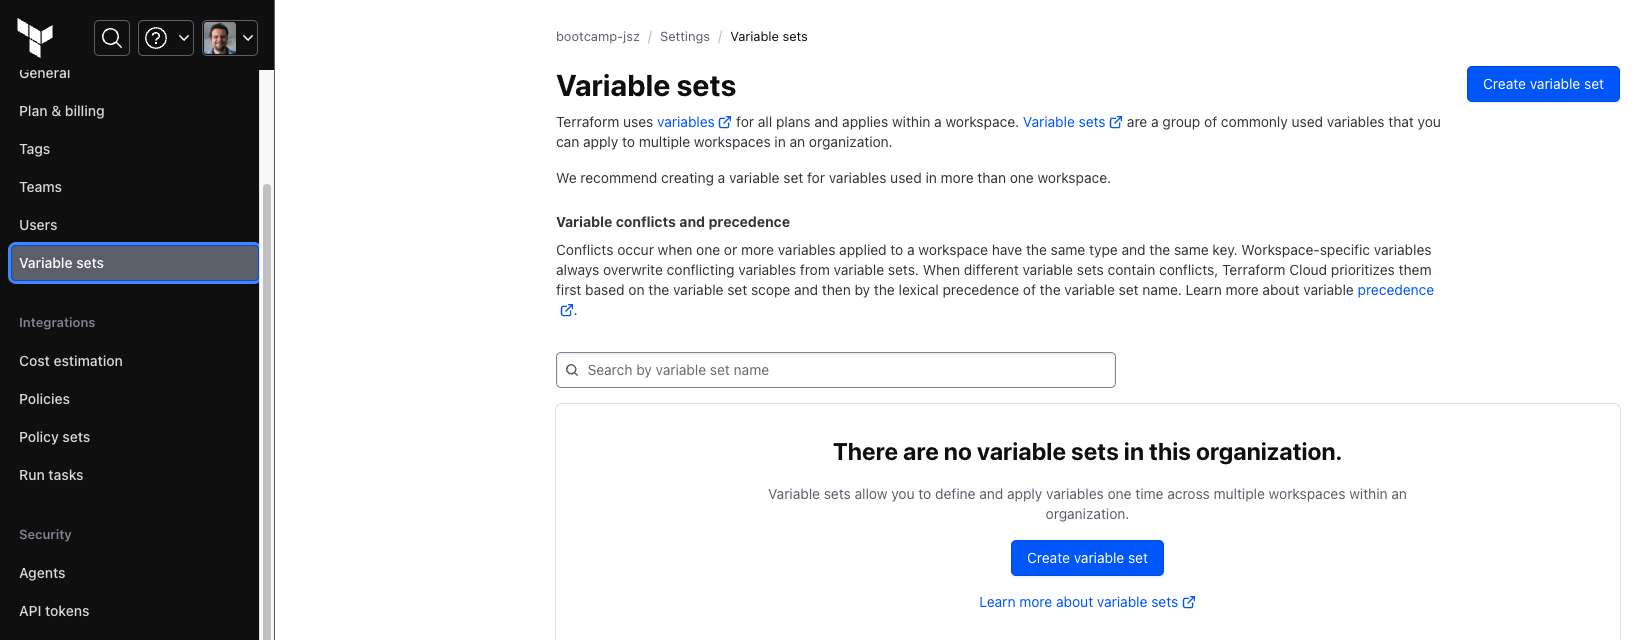 General
Plan & billing
Tags
Teams
Users
Variable sets
Integrations
Cost estimation
Policies
Policy sets
Run tasks
Security
Agents
API tokens
bootcamp-jsz / Settings / Variable sets
Variable sets
Create variable set
Terraform uses variables for all plans and applies within a workspace. Variable sets are a group of commonly used variables that you
can apply to multiple workspaces in an organization.
We recommend creating a variable set for variables used in more than one workspace.
Variable conflicts and precedence
Conflicts occur when one or more variables applied to a workspace have the same type and the same key. Workspace-specific variables
always overwrite conflicting variables from variable sets. When different variable sets contain conflicts, Terraform Cloud prioritizes them
first based on the variable set scope and then by the lexical precedence of the variable set name. Learn more about variable precedence
.
Search by variable set name
There are no variable sets in this organization.
Variable sets allow you to define and apply variables one time across multiple workspaces within an
organization.
Create variable set
Learn more about variable sets